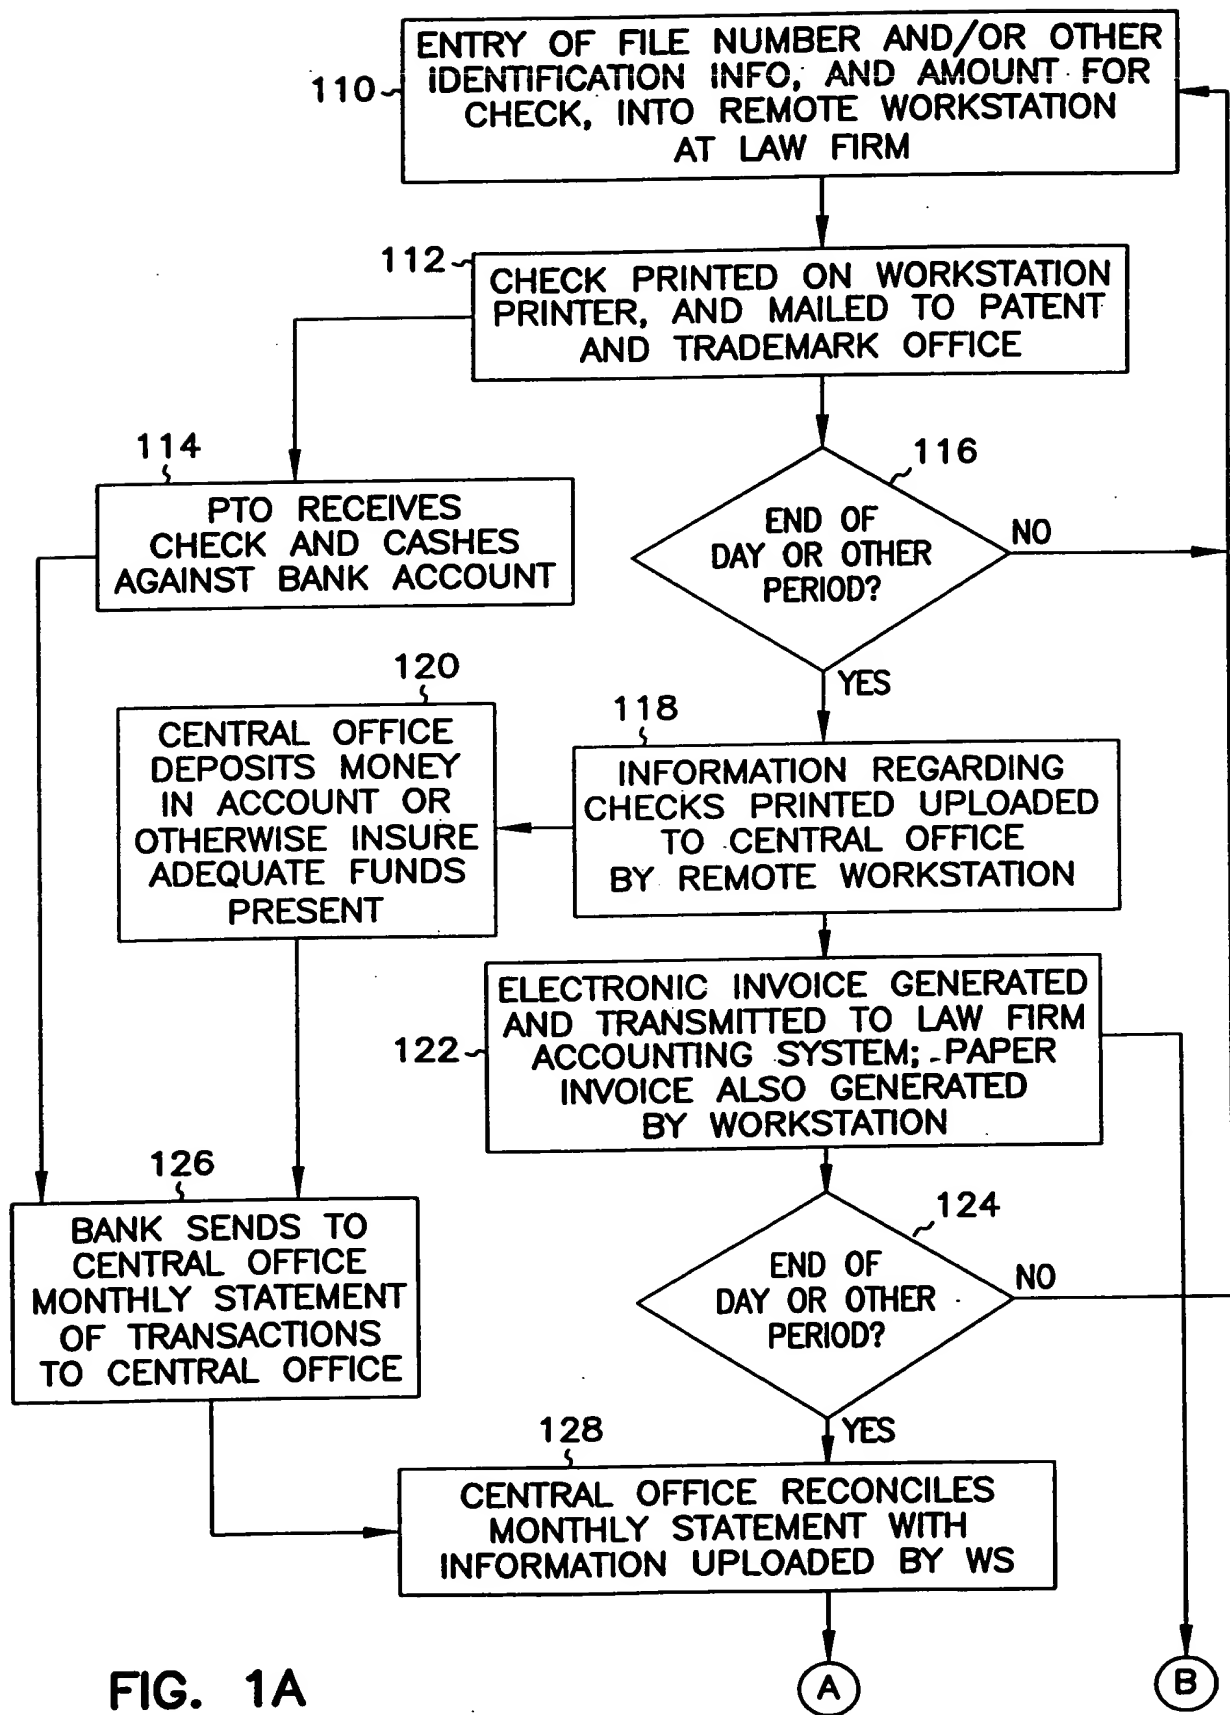 110
ENTRY OF FILE NUMBER AND/OR OTHER
IDENTIFICATION INFO, AND AMOUNT FOR
CHECK, INTO REMOTE WORKSTATION
AT LAW FIRM
112
CHECK PRINTED ON WORKSTATION
PRINTER, AND MAILED TO PATENT
AND TRADEMARK OFFICE
114
PTO RECEIVES
CHECK AND CASHES
AGAINST BANK ACCOUNT
116
END OF
DAY OR OTHER
PERIOD?
NO
YES
118
INFORMATION REGARDING
CHECKS PRINTED UPLOADED
TO CENTRAL OFFICE
BY REMOTE WORKSTATION
120
CENTRAL OFFICE
DEPOSITS MONEY
IN ACCOUNT OR
OTHERWISE INSURE
ADEQUATE FUNDS
PRESENT
122
ELECTRONIC INVOICE GENERATED
AND TRANSMITTED TO LAW FIRM
ACCOUNTING SYSTEM; PAPER
INVOICE ALSO GENERATED
BY WORKSTATION
124
END OF
DAY OR OTHER
PERIOD?
NO
YES
126
BANK SENDS TO
CENTRAL OFFICE
MONTHLY STATEMENT
OF TRANSACTIONS
TO CENTRAL OFFICE
128
CENTRAL OFFICE RECONCILES
MONTHLY STATEMENT WITH
INFORMATION UPLOADED BY WS
A
B
FIG. 1A